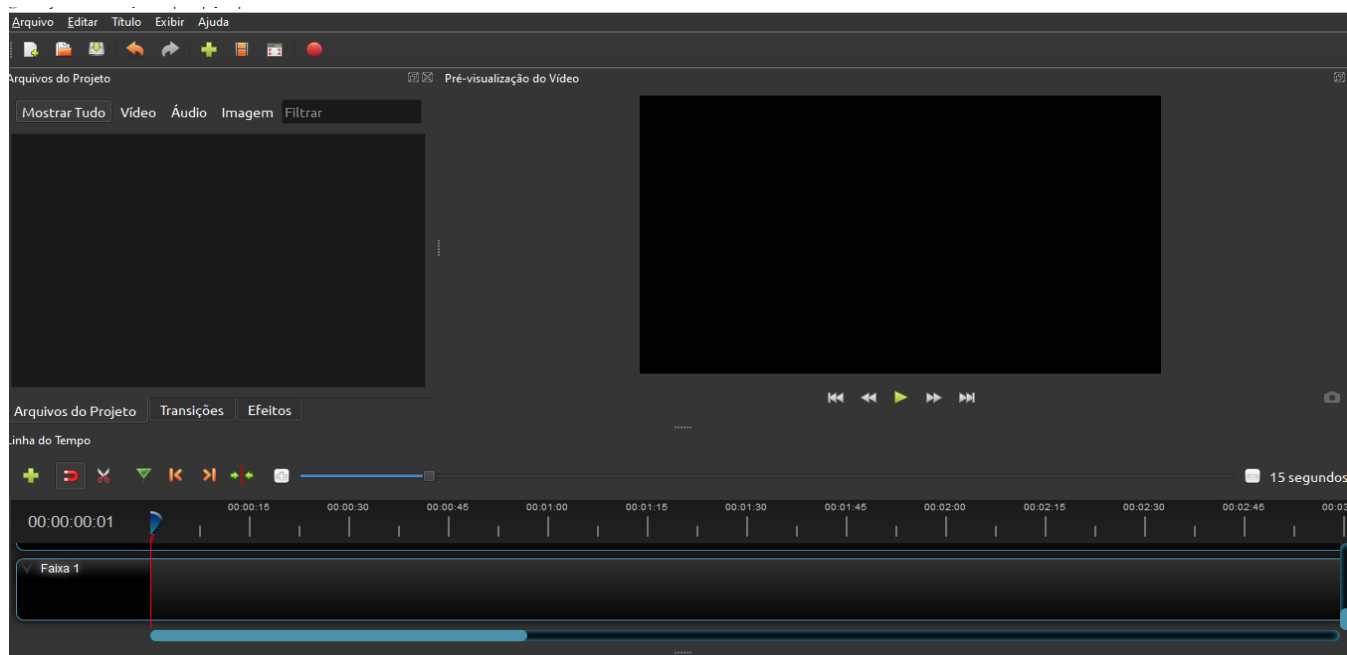 Arquivo Editar Título Exibir Ajuda
Arquivos do Projeto Pré-visualização do Vídeo
Mostrar Tudo Vídeo Áudio Imagem Filtrar
Arquivos do Projeto Transições Efeitos
Linha do Tempo
15 segundos
00:00:00:01 00:00:15 00:00:30 00:00:45 00:01:00 00:01:15 00:01:30 00:01:45 00:02:00 00:02:15 00:02:30 00:02:45
Faixa 1